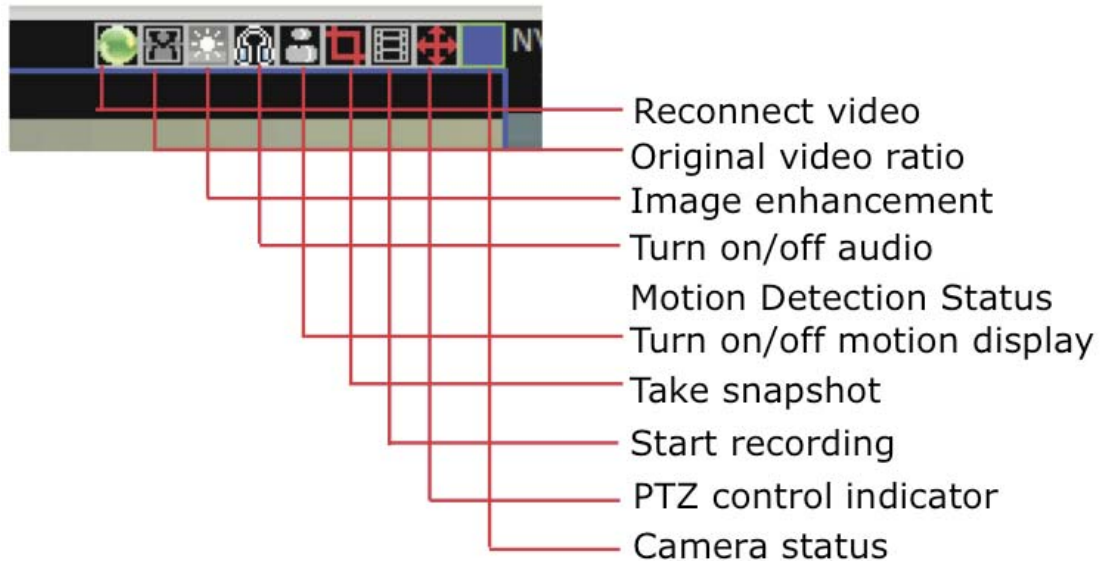 Reconnect video
Original video ratio
Image enhancement
Turn on/off audio
Motion Detection Status
Turn on/off motion display
Take snapshot
Start recording
PTZ control indicator
Camera status